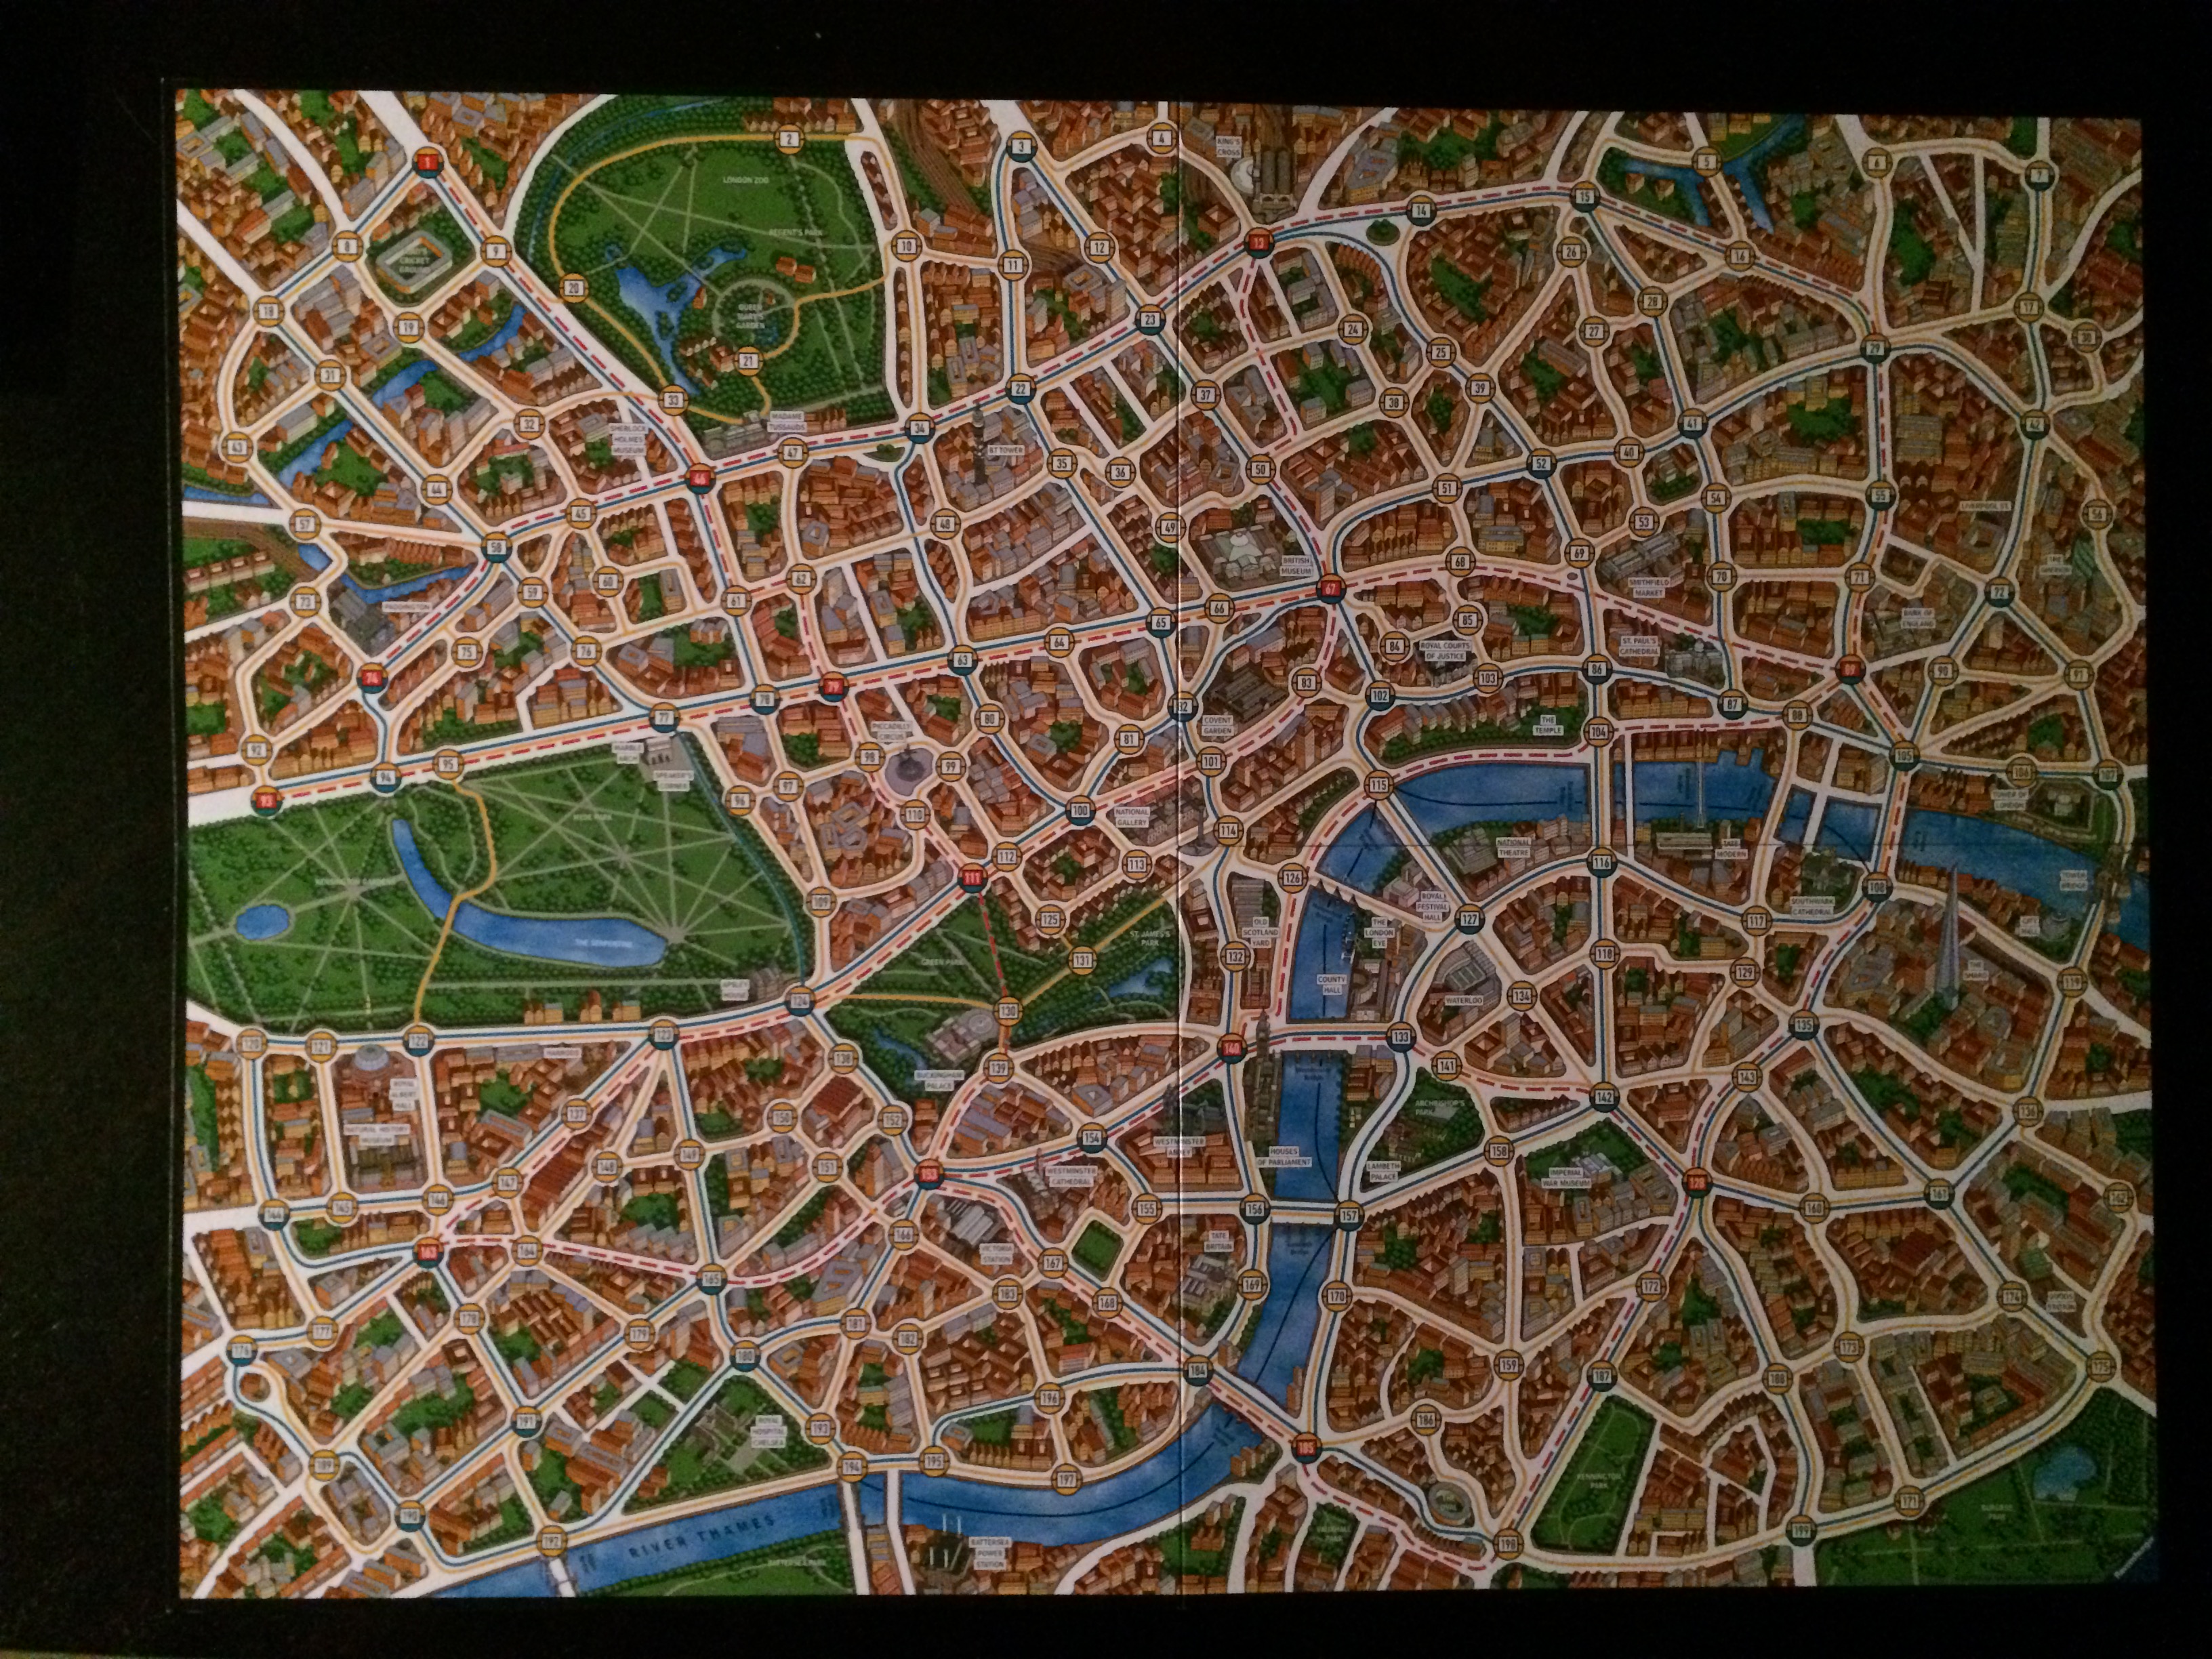 1
2
3
4
KING'S
CROSS
5
6
7
LONDON ZOO
14
15
8
CRICKET
GROUND
9
REGENT'S PARK
10
11
12
13
26
16
20
QUEEN
MARY'S
GARDEN
28
17
18
19
23
24
27
30
31
21
25
29
33
22
37
38
39
32
MADAME
TUSSAUDS
43
SHERLOCK
HOLMES
MUSEUM
34
41
42
46
47
BT TOWER
35
36
50
52
40
44
51
54
55
LIVERPOOL ST.
57
45
48
49
53
56
58
59
60
61
62
BRITISH
MUSEUM
67
68
69
SMITHFIELD
MARKET
70
71
72
73
PADDINGTON
65
66
85
BANK OF
ENGLAND
74
75
76
63
64
84
ROYAL COURTS
OF JUSTICE
ST. PAUL'S
CATHEDRAL
77
78
79
83
102
103
86
89
90
91
80
82
COVENT
GARDEN
THE
TEMPLE
87
88
92
MARBLE
ARCH
PICCADILLY
CIRCUS
81
104
93
94
95
SPEAKER'S
CORNER
98
99
101
105
106
107
HYDE PARK
96
97
110
100
NATIONAL
GALLERY
115
TOWER OF
LONDON
114
NATIONAL
THEATRE
TATE
MODERN
111
112
113
116
TOWER
BRIDGE
109
126
108
THE SERPENTINE
125
ROYAL
FESTIVAL
HALL
127
117
SOUTHWARK
CATHEDRAL
CITY
HALL
GREEN PARK
ST. JAMES'S
PARK
OLD
SCOTLAND
YARD
THE
LONDON
EYE
131
132
118
129
THE
SHARD
119
APSLEY
HOUSE
124
COUNTY
HALL
WATERLOO
134
130
120
121
122
123
HARRODS
138
133
135
140
BUCKINGHAM
PALACE
139
141
ROYAL
ALBERT
HALL
137
ARCHBISHOP'S
PARK
142
143
136
NATURAL HISTORY
MUSEUM
150
152
154
WESTMINSTER
ABBEY
HOUSES
OF PARLIAMENT
148
149
151
153
WESTMINSTER
CATHEDRAL
LAMBETH
PALACE
158
IMPERIAL
WAR MUSEUM
128
144
145
146
147
155
156
157
160
161
162
163
164
166
VICTORIA
STATION
TATE
BRITAIN
165
167
169
170
172
174
176
177
178
179
181
182
183
168
173
180
184
159
187
188
175
189
190
191
ROYAL
HOSPITAL
CHELSEA
193
196
185
186
192
194
195
197
198
199
171
KENNINGTON
PARK
RIVER THAMES
BATTERSEA
POWER
STATION
BATTERSEA PARK
VAUXHALL
PARK
BURGESS
PARK